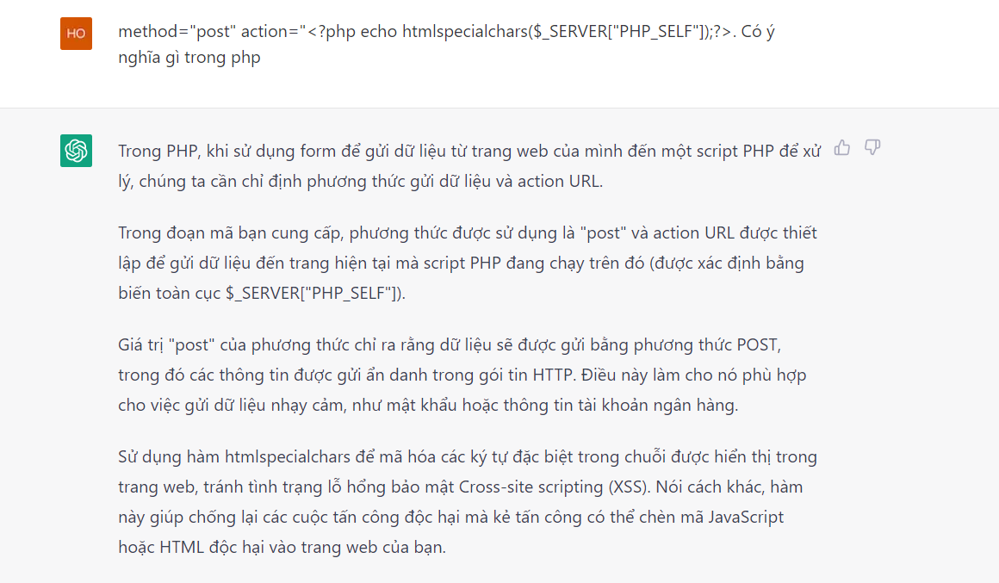 HO
method="post" action="<?php echo htmlspecialchars($_SERVER["PHP_SELF"]);?>. Có ý
nghĩa gì trong php
Trong PHP, khi sử dụng form để gửi dữ liệu từ trang web của mình đến một script PHP để xử
lý, chúng ta cần chỉ định phương thức gửi dữ liệu và action URL.
Trong đoạn mã bạn cung cấp, phương thức được sử dụng là "post" và action URL được thiết
lập để gửi dữ liệu đến trang hiện tại mà script PHP đang chạy trên đó (được xác định bằng
biến toàn cục $_SERVER["PHP_SELF"]).
Giá trị "post" của phương thức chỉ ra rằng dữ liệu sẽ được gửi bằng phương thức POST,
trong đó các thông tin được gửi ẩn danh trong gói tin HTTP. Điều này làm cho nó phù hợp
cho việc gửi dữ liệu nhạy cảm, như mật khẩu hoặc thông tin tài khoản ngân hàng.
Sử dụng hàm htmlspecialchars để mã hóa các ký tự đặc biệt trong chuỗi được hiển thị trong
trang web, tránh tình trạng lỗ hổng bảo mật Cross-site scripting (XSS). Nói cách khác, hàm
này giúp chống lại các cuộc tấn công độc hại mà kẻ tấn công có thể chèn mã JavaScript
hoặc HTML độc hại vào trang web của bạn.